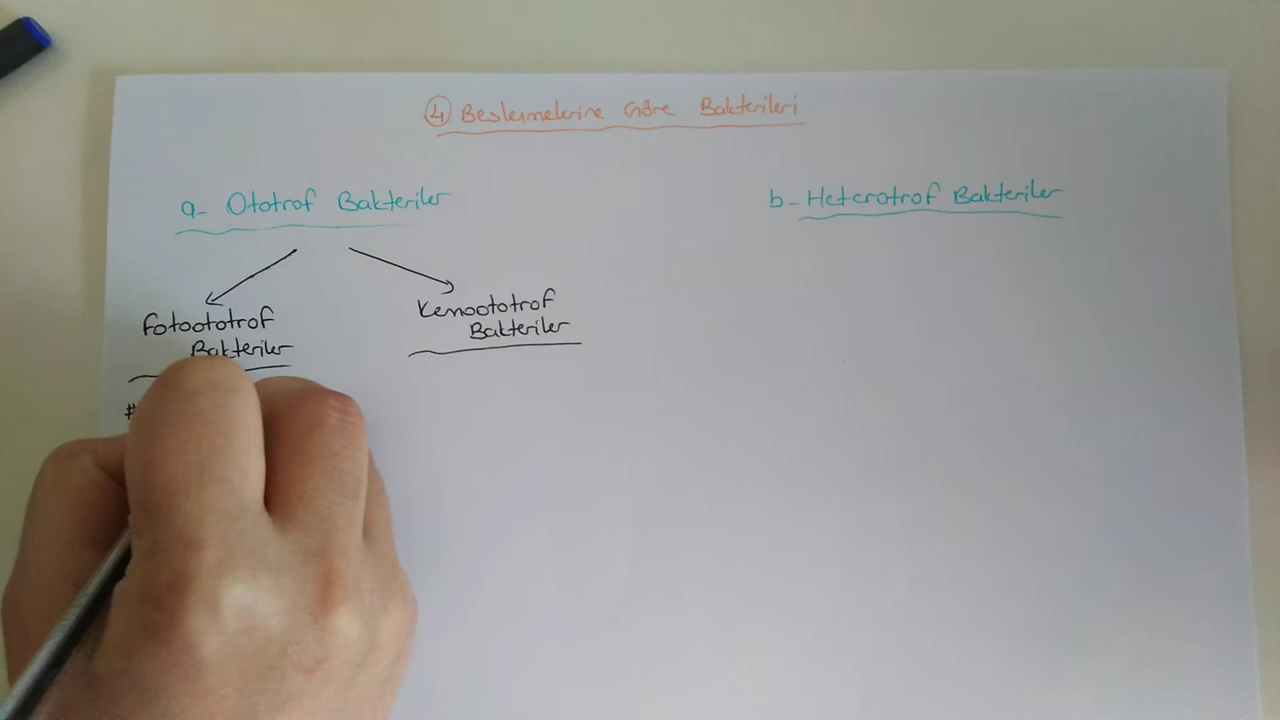 ④ Beslenmelerine Göre Bakterileri
a- Ototrof Bakteriler
b- Heterotrof Bakteriler
Fotoototrof
Bakteriler
Kemoototrof
Bakteriler
#